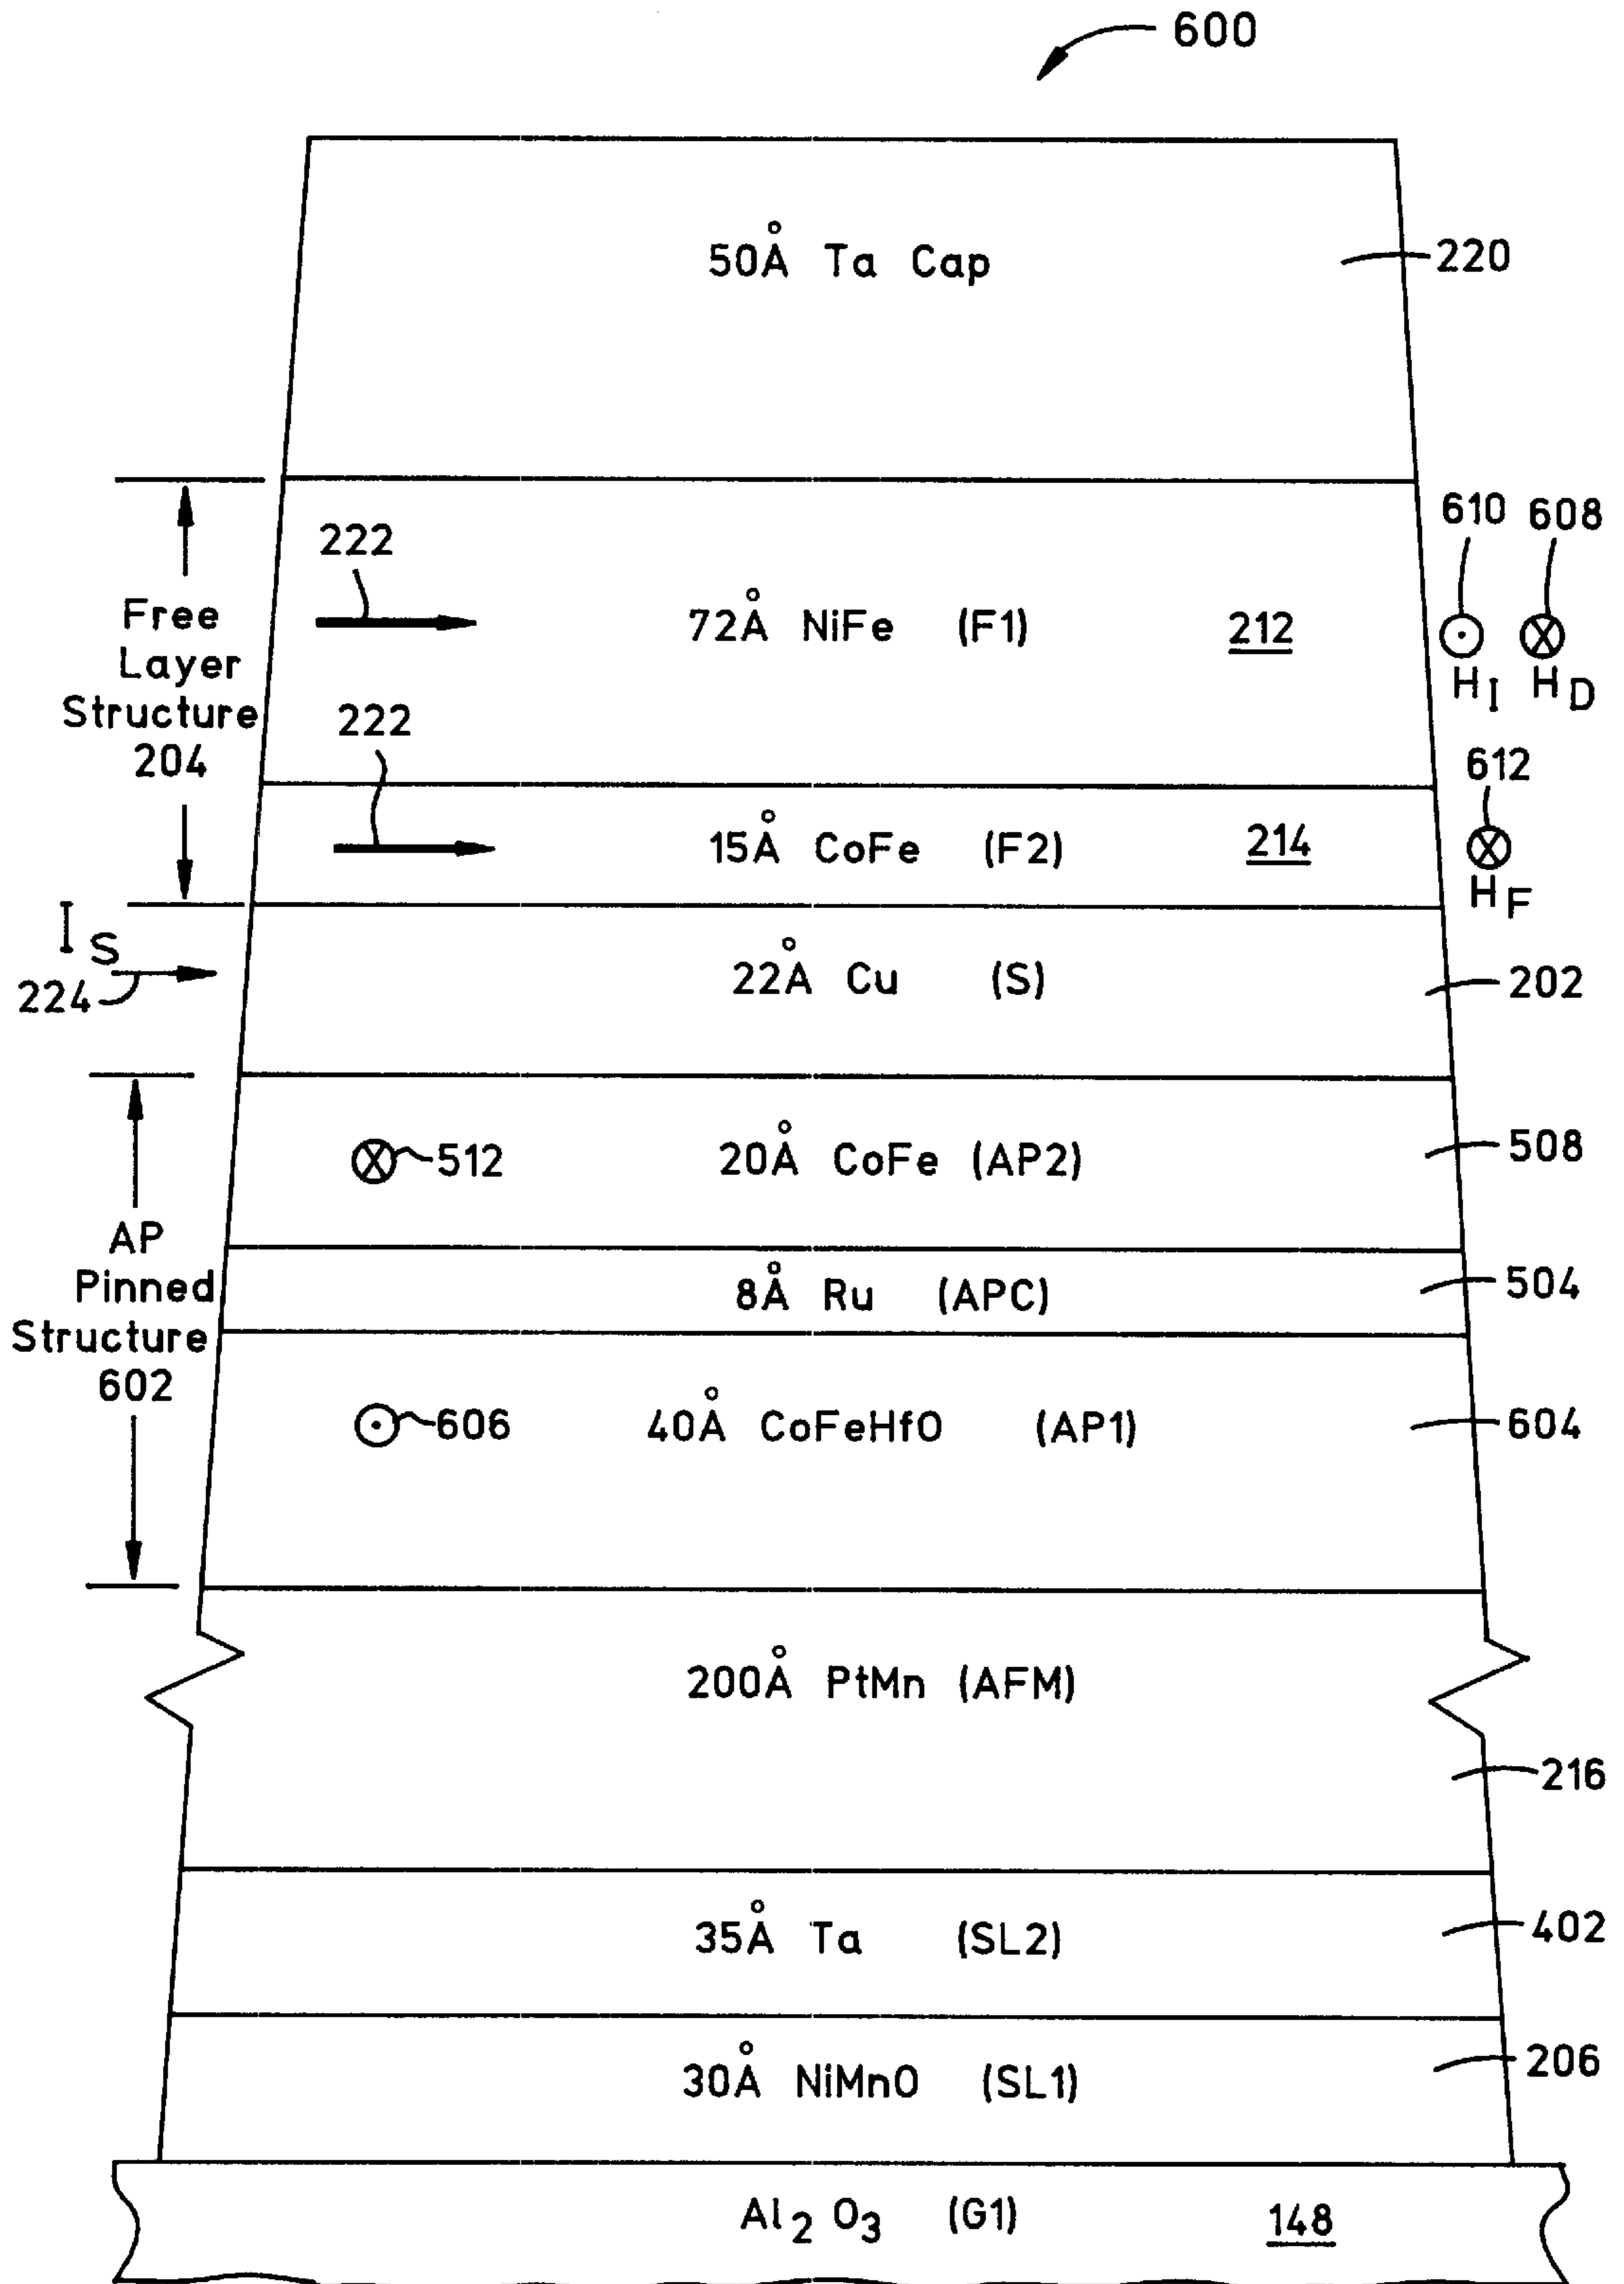 600
50Å Ta Cap
220
610 608
222
Free
Layer
Structure
204
72Å NiFe (F1) 212
H_I H_D
222
612
15Å CoFe (F2) 214
H_F
I_S
224
22Å Cu (S)
202
512
20Å CoFe (AP2)
508
AP
Pinned
Structure
602
8Å Ru (APC)
504
606
40Å CoFeHfO (AP1)
604
200Å PtMn (AFM)
216
35Å Ta (SL2)
402
30Å NiMnO (SL1)
206
Al₂O₃ (G1) 148